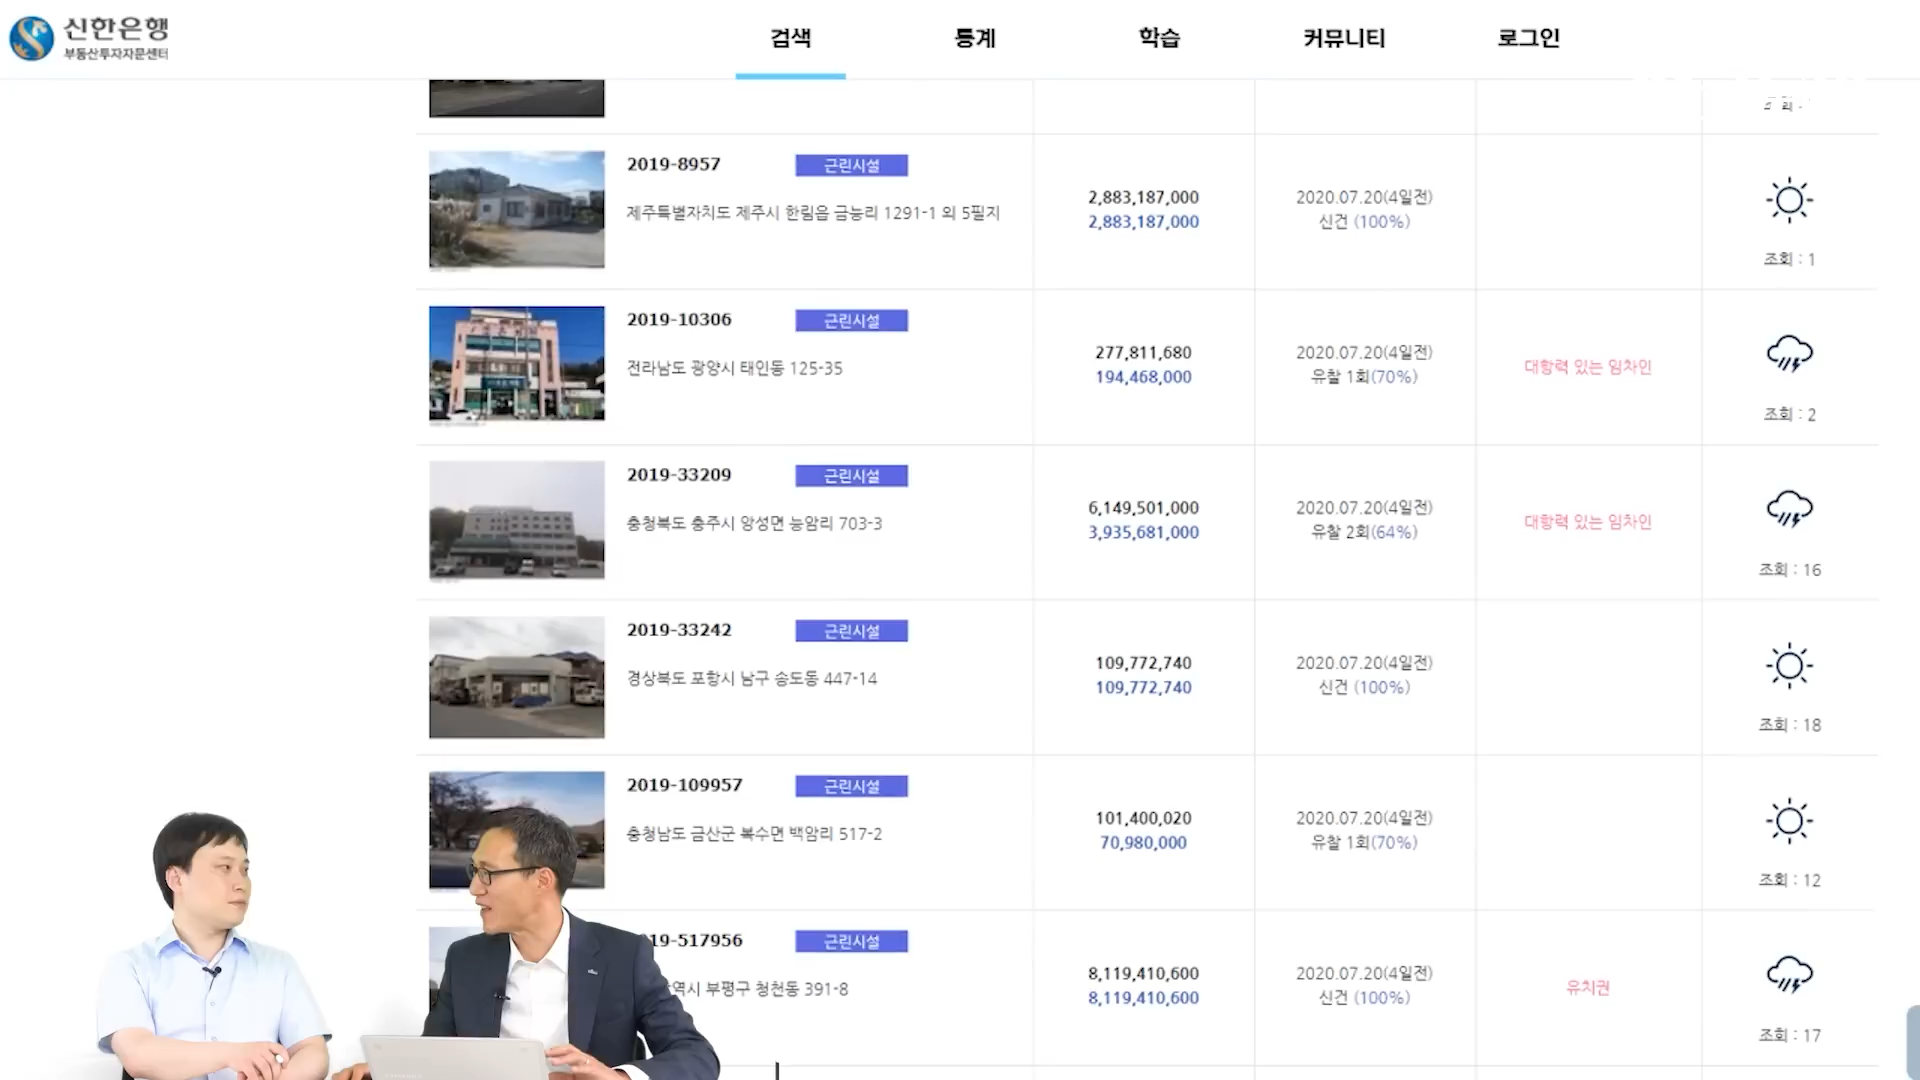 신한은행
부동산투자자문센터
검색
통계
학습
커뮤니티
로그인
2019-8957
근린시설
제주특별자치도 제주시 한림읍 금능리 1291-1 외 5필지
2,883,187,000
2,883,187,000
2020.07.20(4일전)
신건 (100%)
조회 : 1
2019-10306
근린시설
전라남도 광양시 태인동 125-35
277,811,680
194,468,000
2020.07.20(4일전)
유찰 1회(70%)
대항력 있는 임차인
조회 : 2
2019-33209
근린시설
충청북도 충주시 앙성면 능암리 703-3
6,149,501,000
3,935,681,000
2020.07.20(4일전)
유찰 2회(64%)
대항력 있는 임차인
조회 : 16
2019-33242
근린시설
경상북도 포항시 남구 송도동 447-14
109,772,740
109,772,740
2020.07.20(4일전)
신건 (100%)
조회 : 18
2019-109957
근린시설
충청남도 금산군 복수면 백암리 517-2
101,400,020
70,980,000
2020.07.20(4일전)
유찰 1회(70%)
조회 : 12
19-517956
근린시설
역시 부평구 청천동 391-8
8,119,410,600
8,119,410,600
2020.07.20(4일전)
신건 (100%)
유치권
조회 : 17